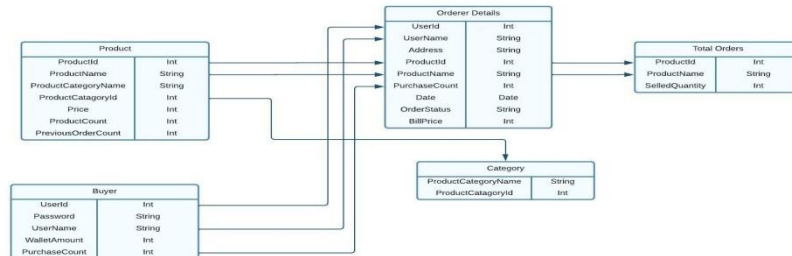 Orderer Details
UserId Int
UserName String
Address String
ProductId Int
ProductName String
PurchaseCount Int
Date Date
OrderStatus String
BillPrice Int
Product
ProductId Int
ProductName String
ProductCategoryName String
ProductCatagoryId Int
Price Int
ProductCount Int
PreviousOrderCount Int
Total Orders
ProductId Int
ProductName String
SelledQuantity Int
Category
ProductCategoryName String
ProductCatagoryId Int
Buyer
UserId Int
Password String
UserName String
WalletAmount Int
PurchaseCount Int